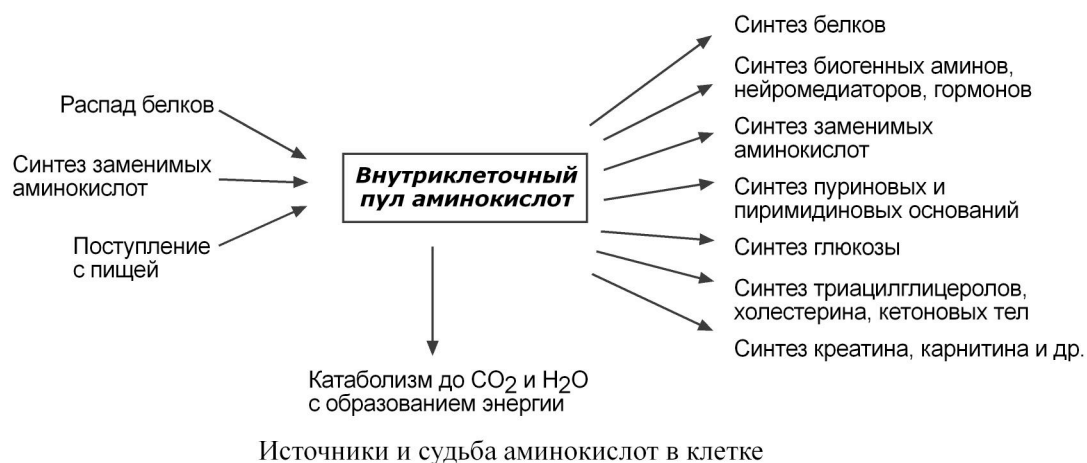 Распад белков
Синтез заменимых
аминокислот
Поступление
с пищей
Внутриклеточный
пул аминокислот
Синтез белков
Синтез биогенных аминов,
нейромедиаторов, гормонов
Синтез заменимых
аминокислот
Синтез пуриновых и
пиримидиновых оснований
Синтез глюкозы
Синтез триацилглицеролов,
холестерина, кетоновых тел
Синтез креатина, карнитина и др.
Катаболизм до CO2 и H2O
с образованием энергии
Источники и судьба аминокислот в клетке